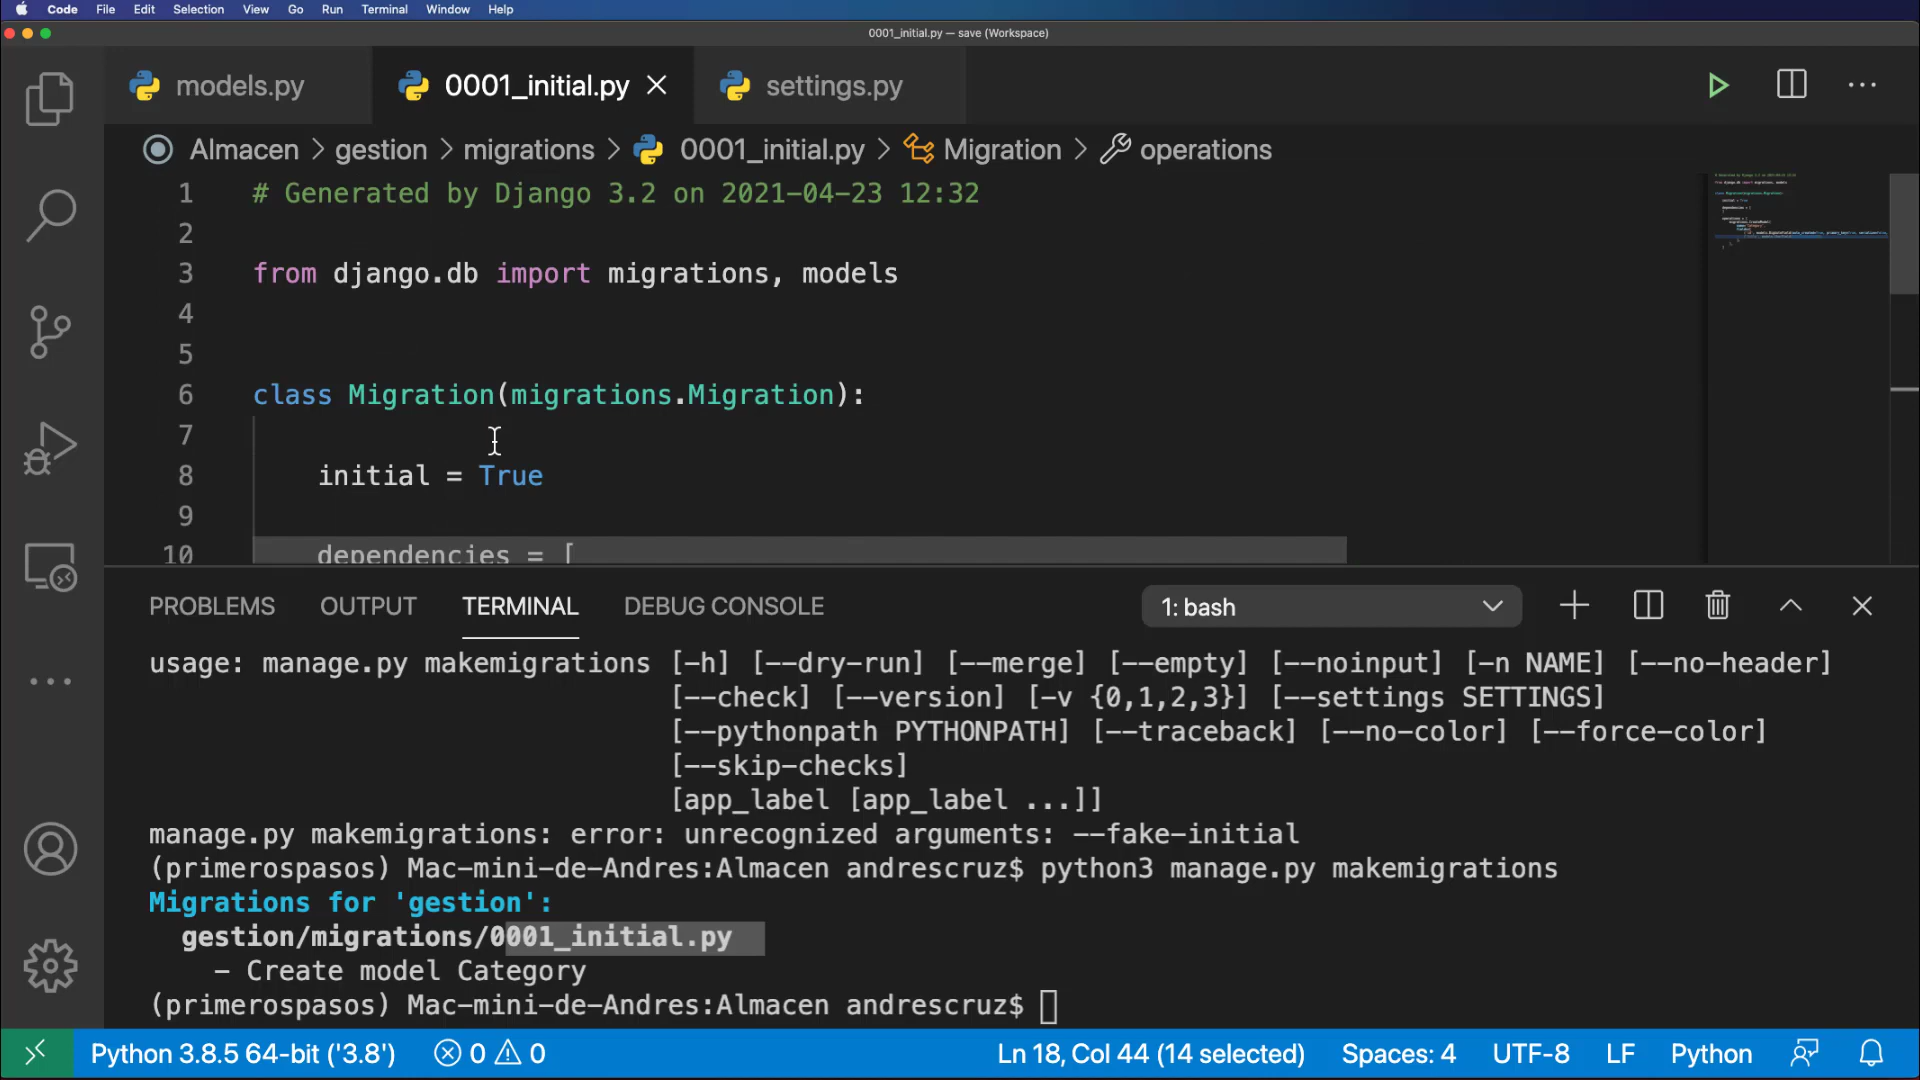 Code File Edit Selection View Go Run Terminal Window Help
0001_initial.py — save (Workspace)
models.py 0001_initial.py settings.py
Almacen > gestion > migrations > 0001_initial.py > Migration > operations
1 # Generated by Django 3.2 on 2021-04-23 12:32
2
3 from django.db import migrations, models
4
5
6 class Migration(migrations.Migration):
7
8 initial = True
9
10 dependencies = [
PROBLEMS OUTPUT TERMINAL DEBUG CONSOLE 1: bash
usage: manage.py makemigrations [-h] [--dry-run] [--merge] [--empty] [--noinput] [-n NAME] [--no-header]
[--check] [--version] [-v {0,1,2,3}] [--settings SETTINGS]
[--pythonpath PYTHONPATH] [--traceback] [--no-color] [--force-color]
[--skip-checks]
[app_label [app_label ...]]
manage.py makemigrations: error: unrecognized arguments: --fake-initial
(primerospasos) Mac-mini-de-Andres:Almacen andrescruz$ python3 manage.py makemigrations
Migrations for 'gestion':
gestion/migrations/0001_initial.py
- Create model Category
(primerospasos) Mac-mini-de-Andres:Almacen andrescruz$
Python 3.8.5 64-bit ('3.8') 0 0 Ln 18, Col 44 (14 selected) Spaces: 4 UTF-8 LF Python